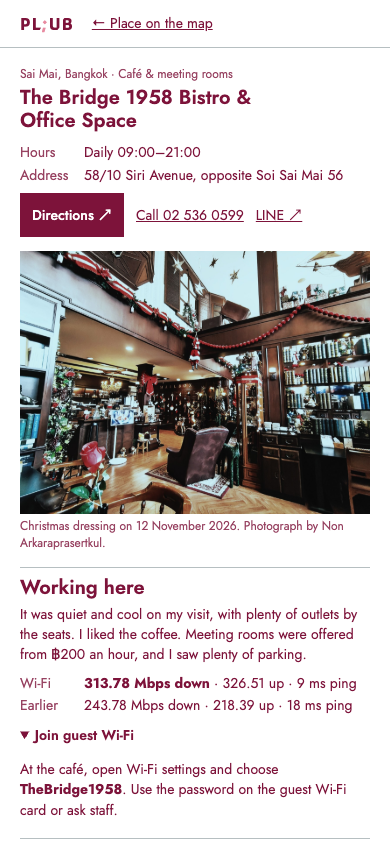 PL;UB
← Place on the map
Sai Mai, Bangkok · Café & meeting rooms
The Bridge 1958 Bistro &
Office Space
Hours Daily 09:00–21:00
Address 58/10 Siri Avenue, opposite Soi Sai Mai 56
Directions ↗ Call 02 536 0599 LINE ↗
Christmas dressing on 12 November 2026. Photograph by Non
Arkaraprasertkul.
Working here
It was quiet and cool on my visit, with plenty of outlets by
the seats. I liked the coffee. Meeting rooms were offered
from ฿200 an hour, and I saw plenty of parking.
Wi-Fi 313.78 Mbps down · 326.51 up · 9 ms ping
Earlier 243.78 Mbps down · 218.39 up · 18 ms ping
▼ Join guest Wi-Fi
At the café, open Wi-Fi settings and choose
TheBridge1958. Use the password on the guest Wi-Fi
card or ask staff.